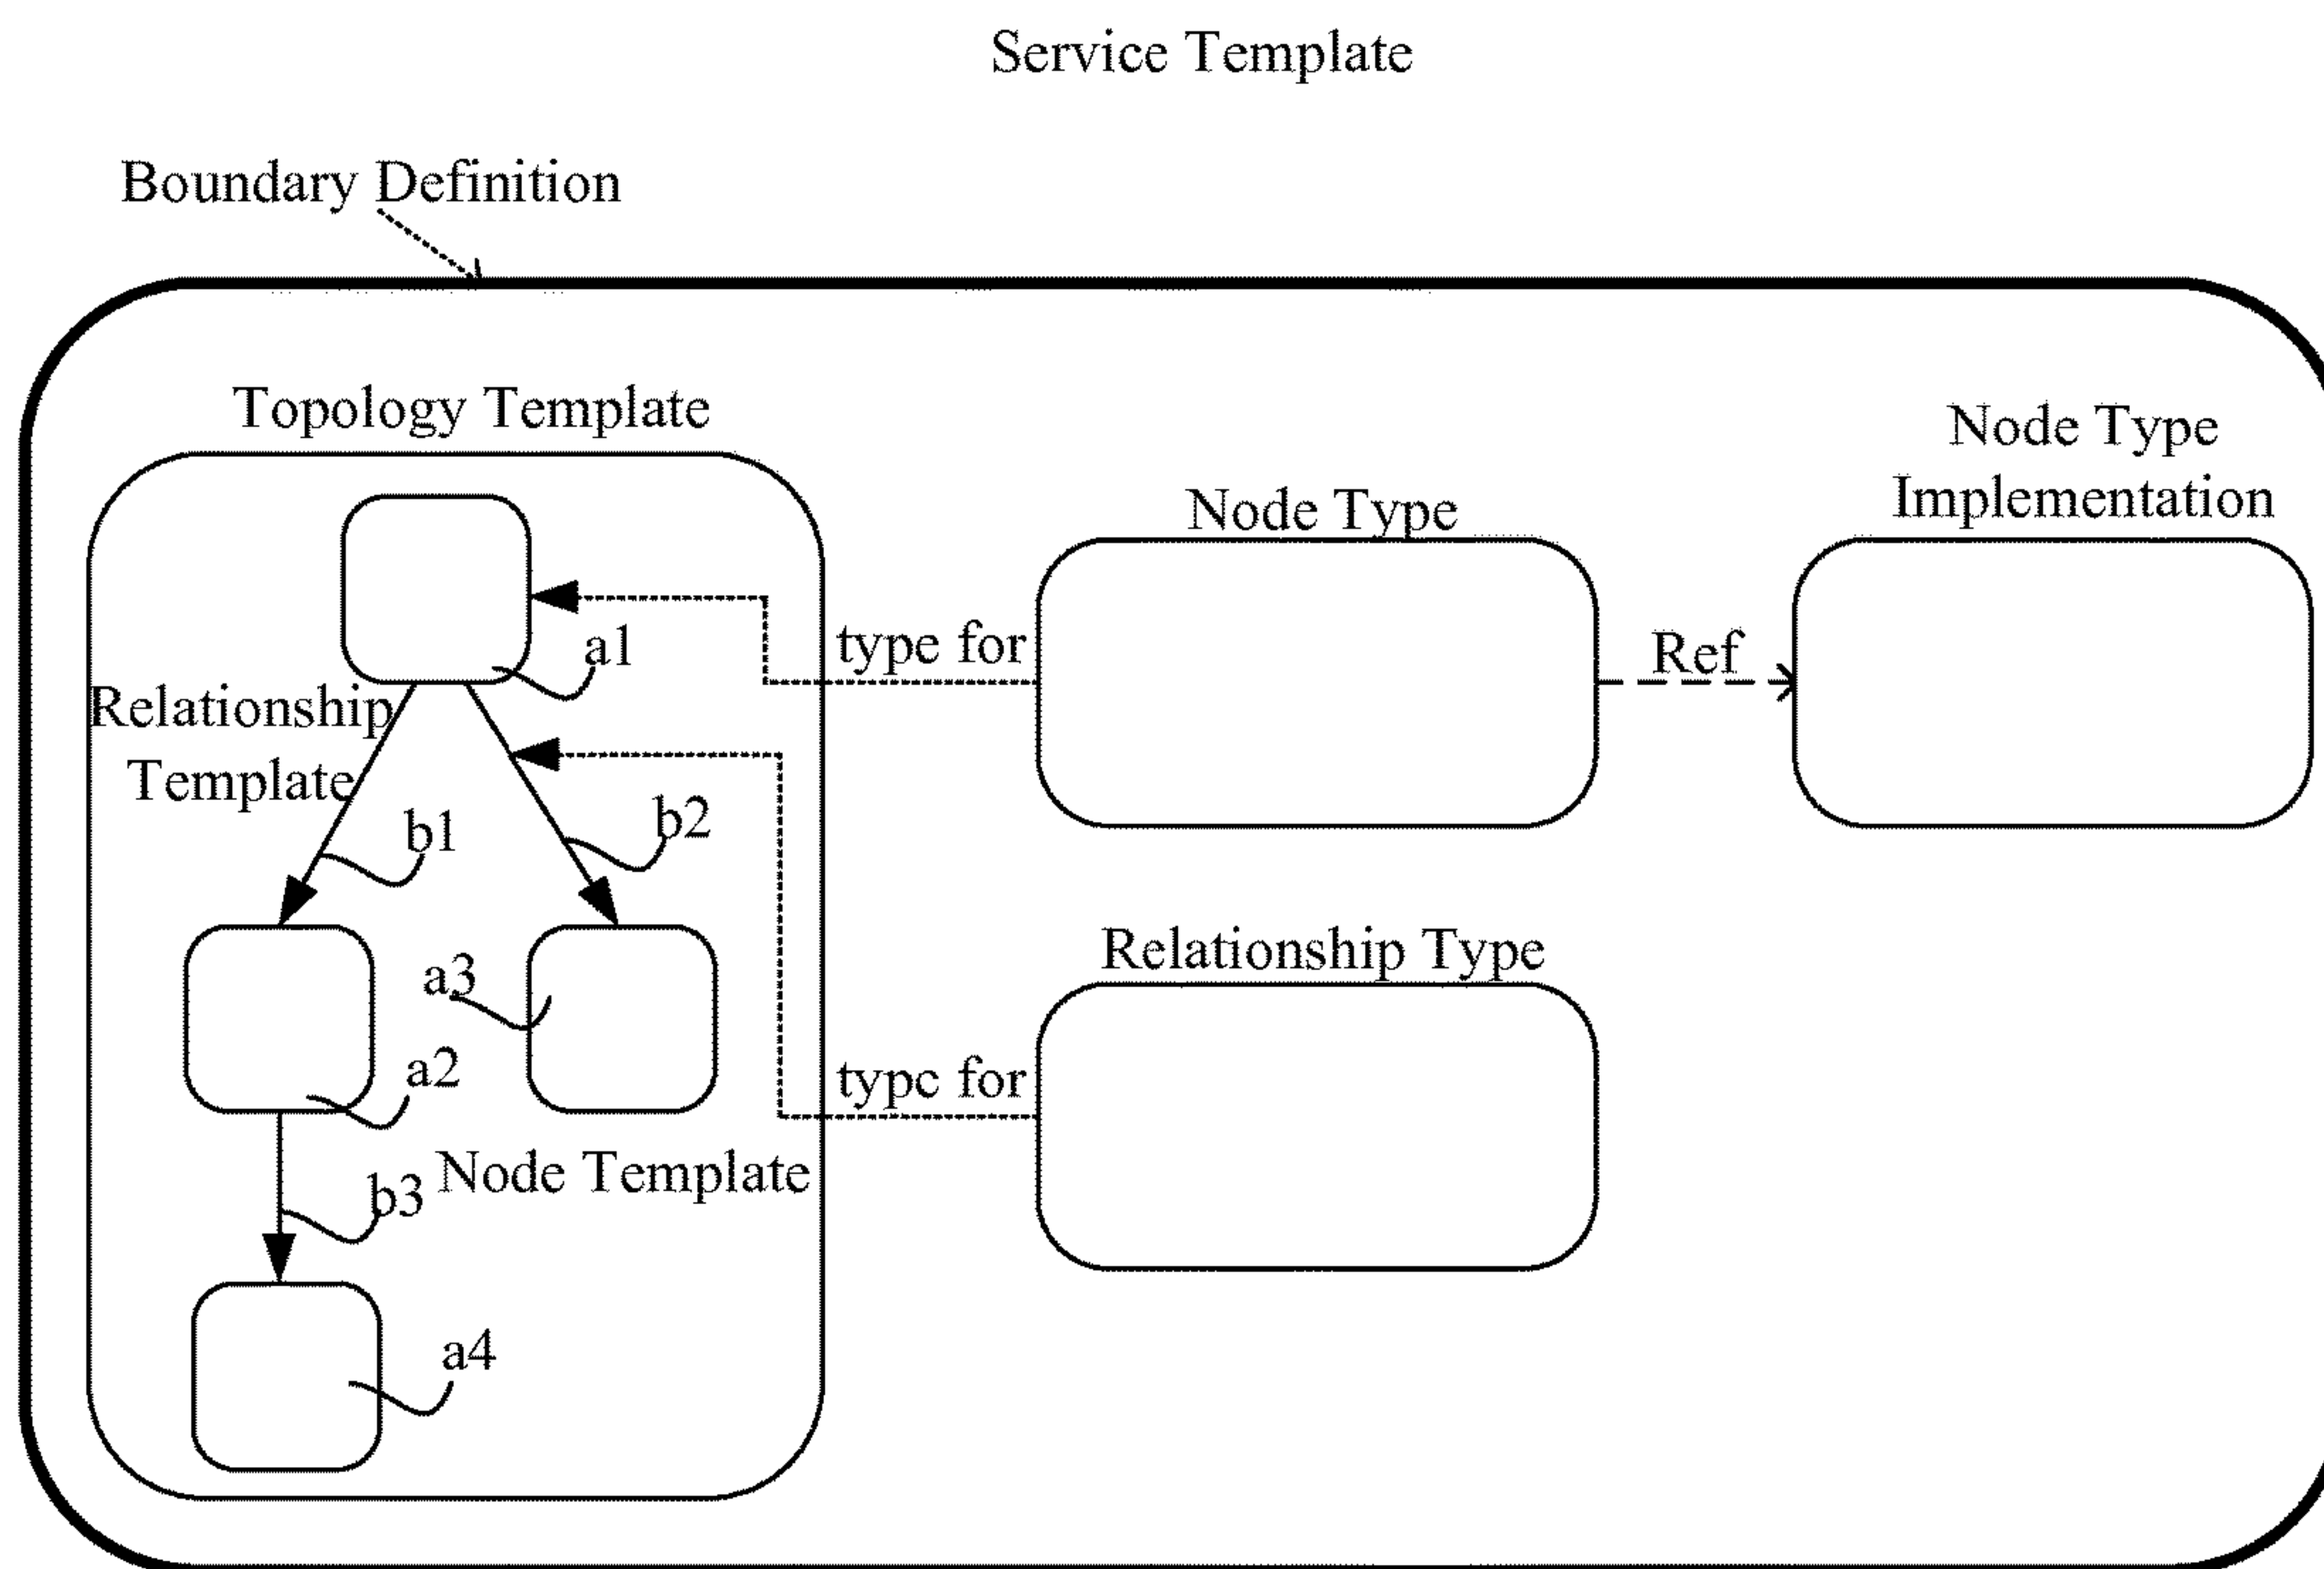 Service Template
Boundary Definition
Topology Template
Node Type
Implementation
Node Type
a1
type for
Ref
Relationship
Template
b1
b2
Relationship Type
a3
a2
type for
Node Template
b3
a4